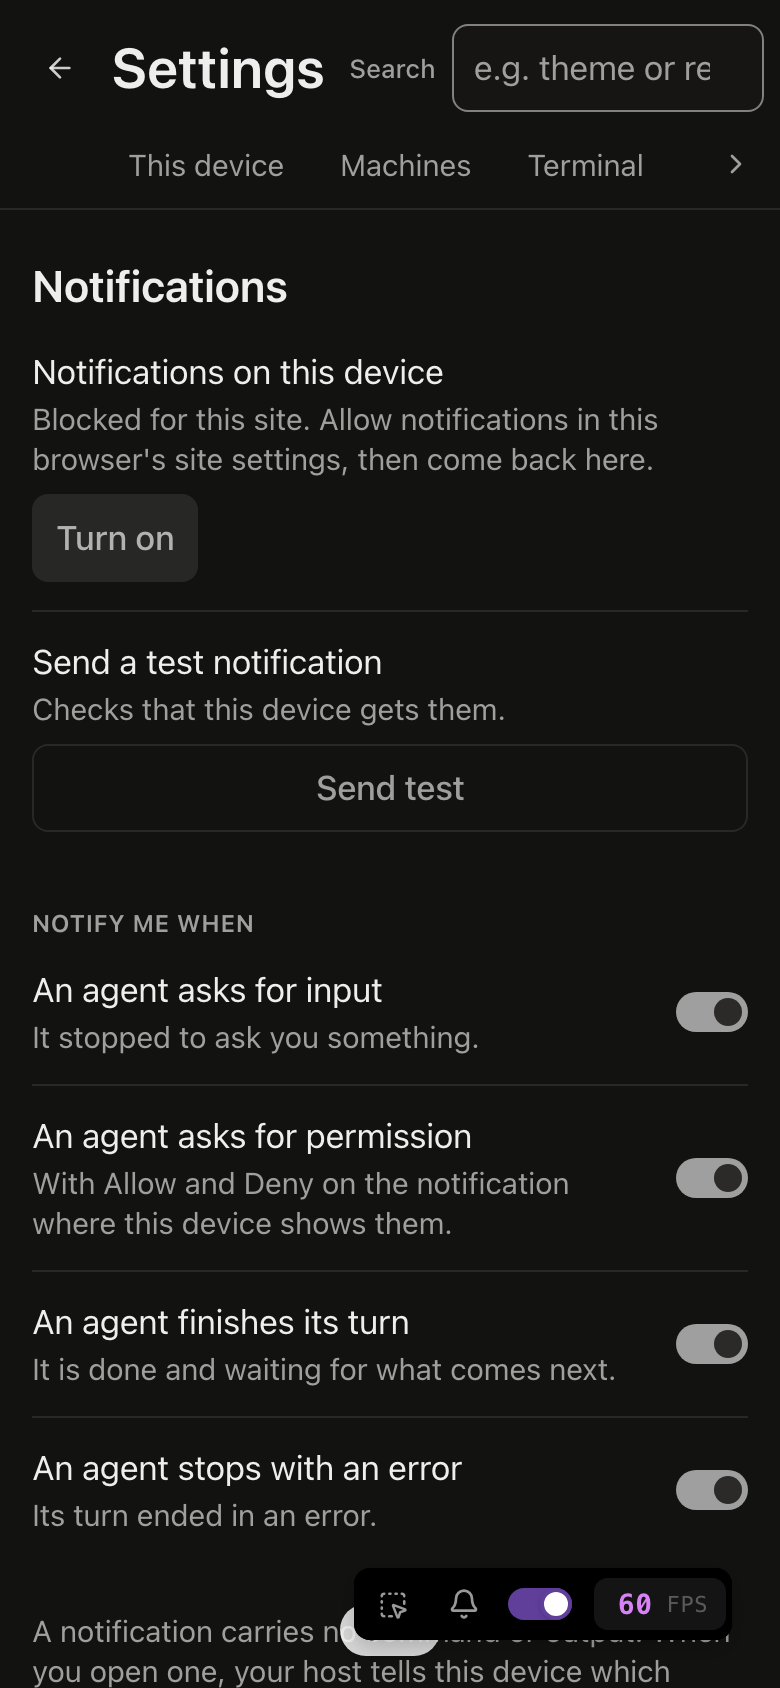 Settings
Search
e.g. theme or re
This device
Machines
Terminal
Notifications
Notifications on this device
Blocked for this site. Allow notifications in this
browser's site settings, then come back here.
Turn on
Send a test notification
Checks that this device gets them.
Send test
NOTIFY ME WHEN
An agent asks for input
It stopped to ask you something.
An agent asks for permission
With Allow and Deny on the notification
where this device shows them.
An agent finishes its turn
It is done and waiting for what comes next.
An agent stops with an error
Its turn ended in an error.
60 FPS
A notification carries no
you open one, your host tells this device which